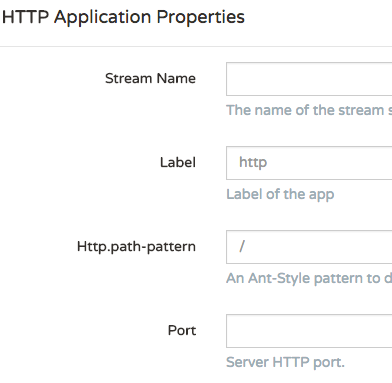 HTTP Application Properties
Stream Name
The name of the stream
Label
http
Label of the app
Http.path-pattern
/
An Ant-Style pattern to
Port
Server HTTP port.